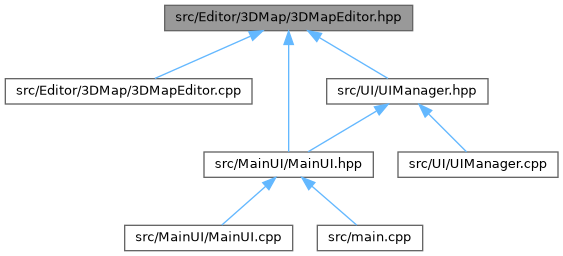 src/Editor/3DMap/3DMapEditor.hpp
src/Editor/3DMap/3DMapEditor.cpp
src/UI/UIManager.hpp
src/MainUI/MainUI.hpp
src/UI/UIManager.cpp
src/MainUI/MainUI.cpp
src/main.cpp